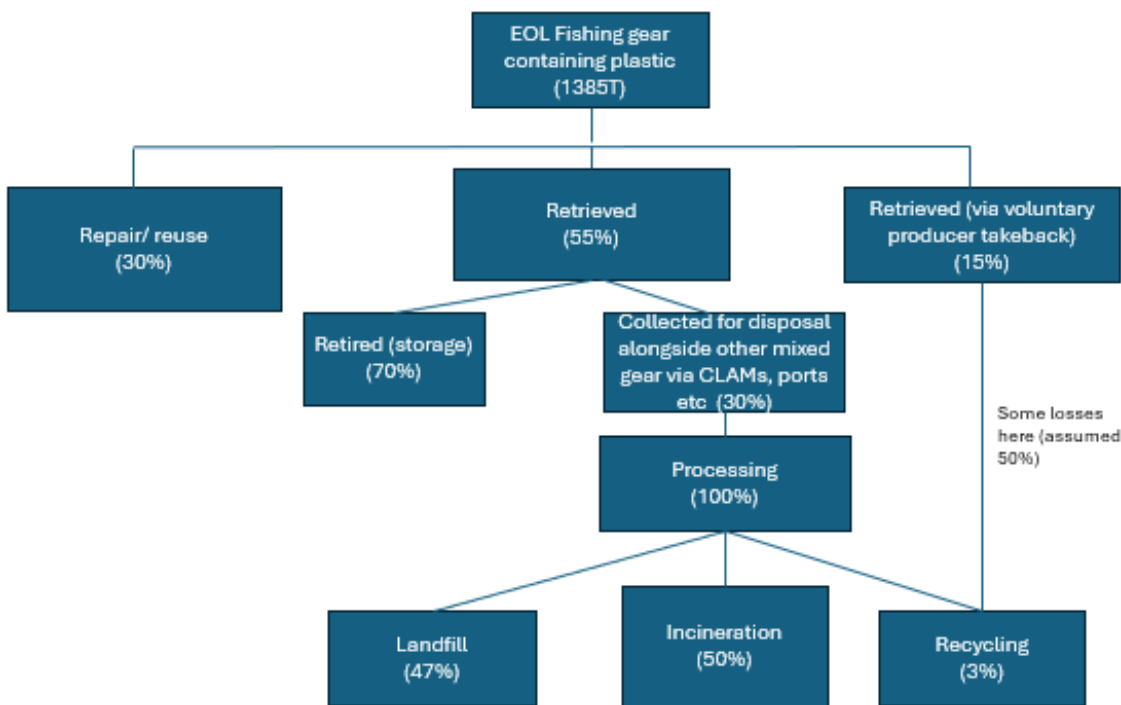 EOL Fishing gear
containing plastic
(1385T)
Repair/ reuse
(30%)
Retrieved
(55%)
Retrieved (via voluntary
producer takeback)
(15%)
Retired (storage)
(70%)
Collected for disposal
alongside other mixed
gear via CLAMs, ports
etc (30%)
Some losses
here (assumed
50%)
Processing
(100%)
Landfill
(47%)
Incineration
(50%)
Recycling
(3%)